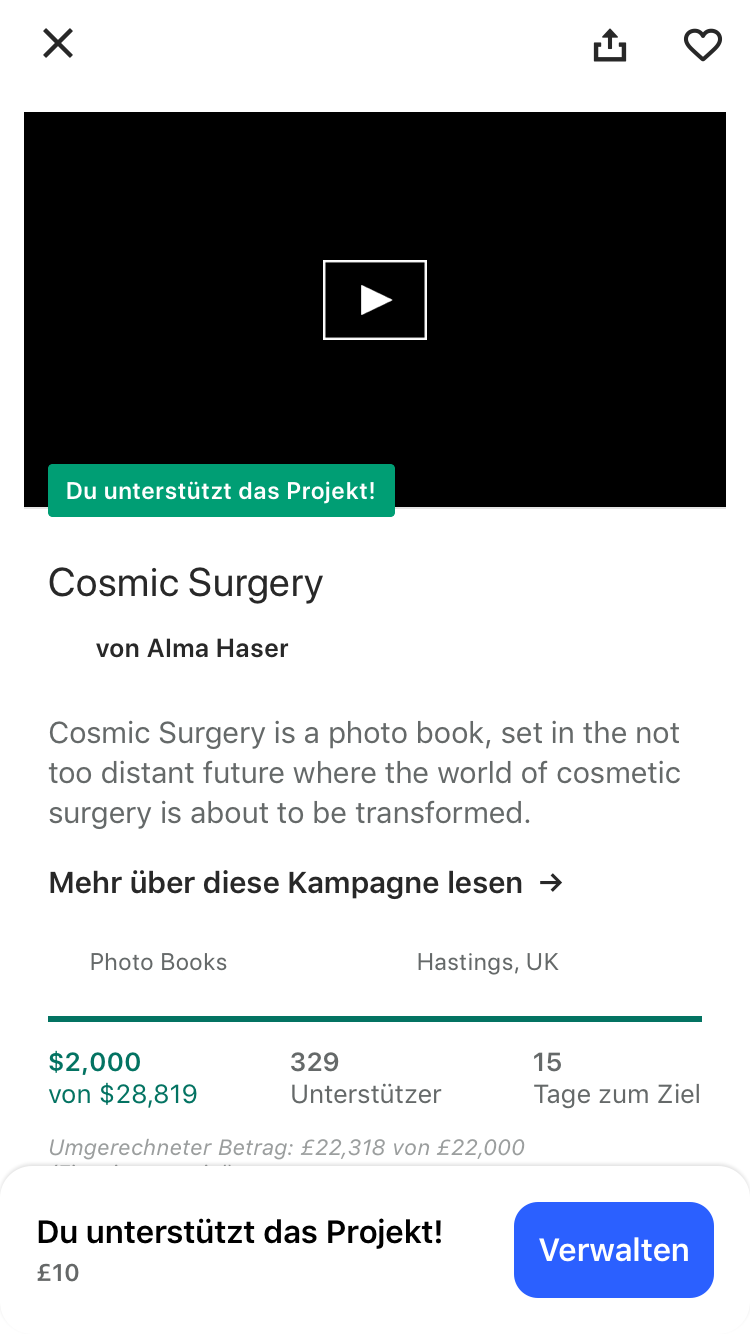 Du unterstützt das Projekt!
Cosmic Surgery
von Alma Haser
Cosmic Surgery is a photo book, set in the not
too distant future where the world of cosmetic
surgery is about to be transformed.
Mehr über diese Kampagne lesen →
Photo Books
Hastings, UK
$2,000
von $28,819
329
Unterstützer
15
Tage zum Ziel
Umgerechneter Betrag: £22,318 von £22,000
Du unterstützt das Projekt!
£10
Verwalten